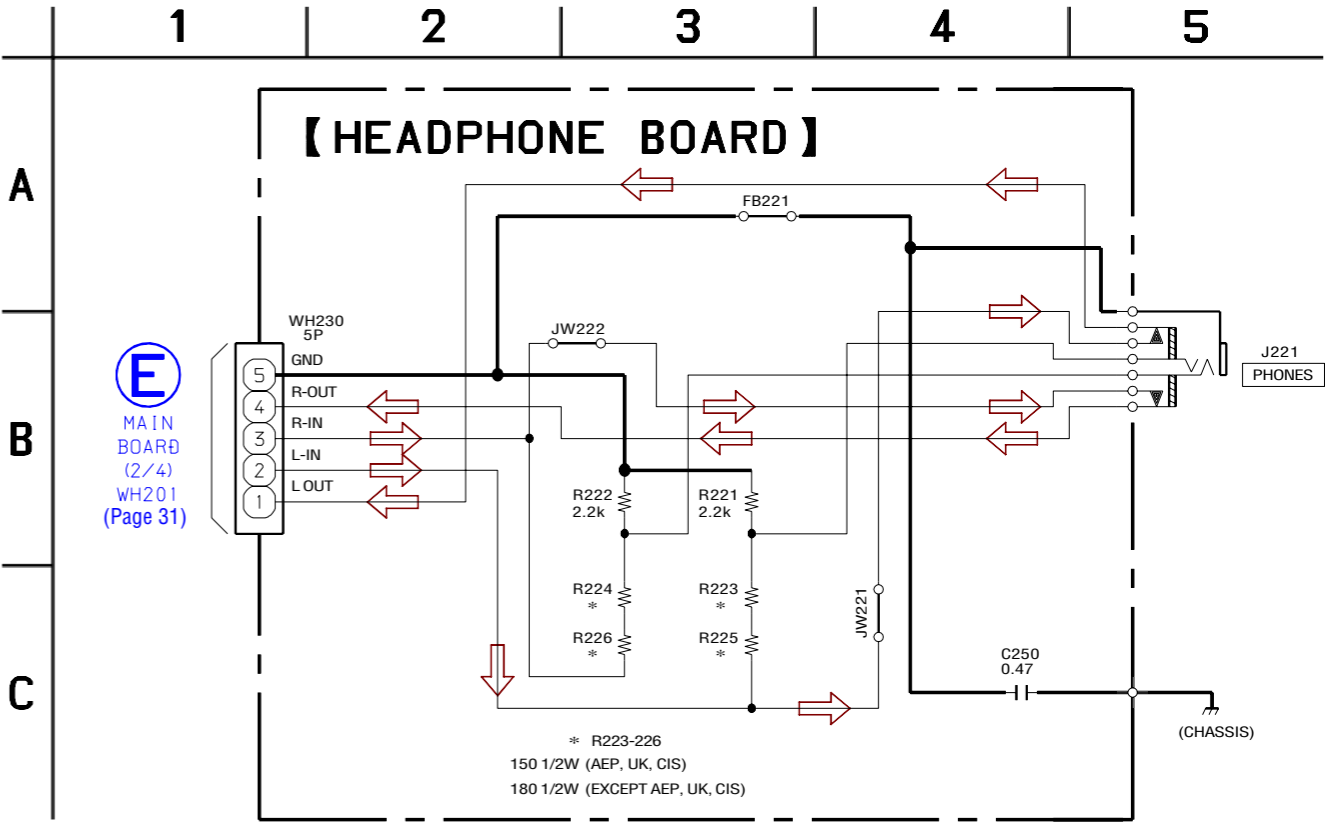 1 2 3 4 5
A
B
C
【HEADPHONE BOARD】
FB221
WH230
5P
GND
R-OUT
R-IN
L-IN
L OUT
5
4
3
2
1
E
MAIN
BOARD
(2/4)
WH201
(Page 31)
JW222
J221
PHONES
R222
2.2k
R221
2.2k
R224
*
R223
*
R226
*
R225
*
JW221
C250
0.47
(CHASSIS)
* R223-226
150 1/2W (AEP, UK, CIS)
180 1/2W (EXCEPT AEP, UK, CIS)